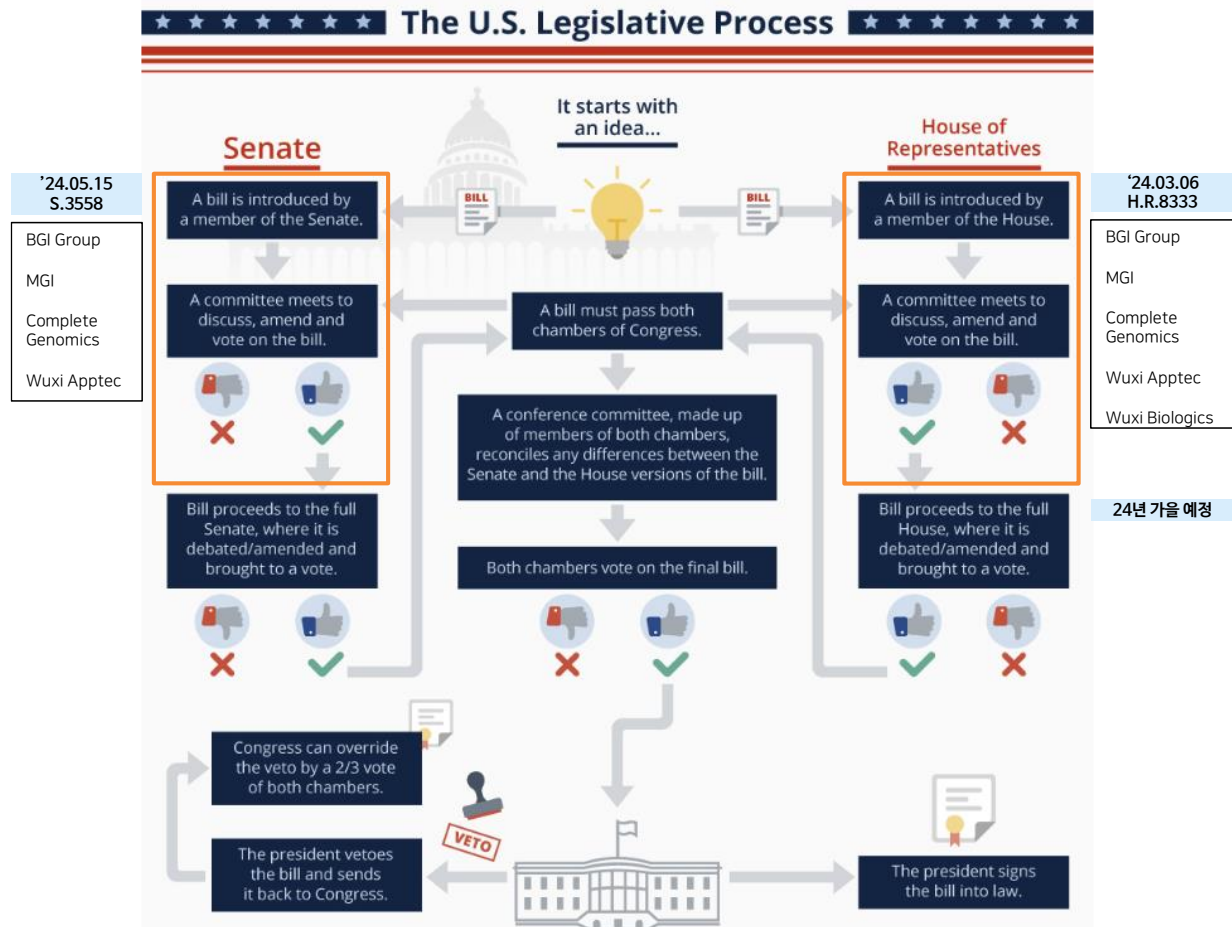 The U.S. Legislative Process
It starts with
an idea...
Senate
House of
Representatives
'24.05.15
S.3558
BGI Group
MGI
Complete
Genomics
Wuxi Apptec
A bill is introduced by
a member of the Senate.
BILL
BILL
A bill is introduced by
a member of the House.
‘24.03.06
H.R.8333
BGI Group
MGI
Complete
Genomics
Wuxi Apptec
Wuxi Biologics
A committee meets to
discuss, amend and
vote on the bill.
A bill must pass both
chambers of Congress.
A committee meets to
discuss, amend and
vote on the bill.
A conference committee, made up
of members of both chambers,
reconciles any differences between the
Senate and the House versions of the bill.
Bill proceeds to the full
Senate, where it is
debated/amended and
brought to a vote.
Both chambers vote on the final bill.
Bill proceeds to the full
House, where it is
debated/amended and
brought to a vote.
24년 가을 예정
Congress can override
the veto by a 2/3 vote
of both chambers.
VETO
The president vetoes
the bill and sends
it back to Congress.
The president signs
the bill into law.